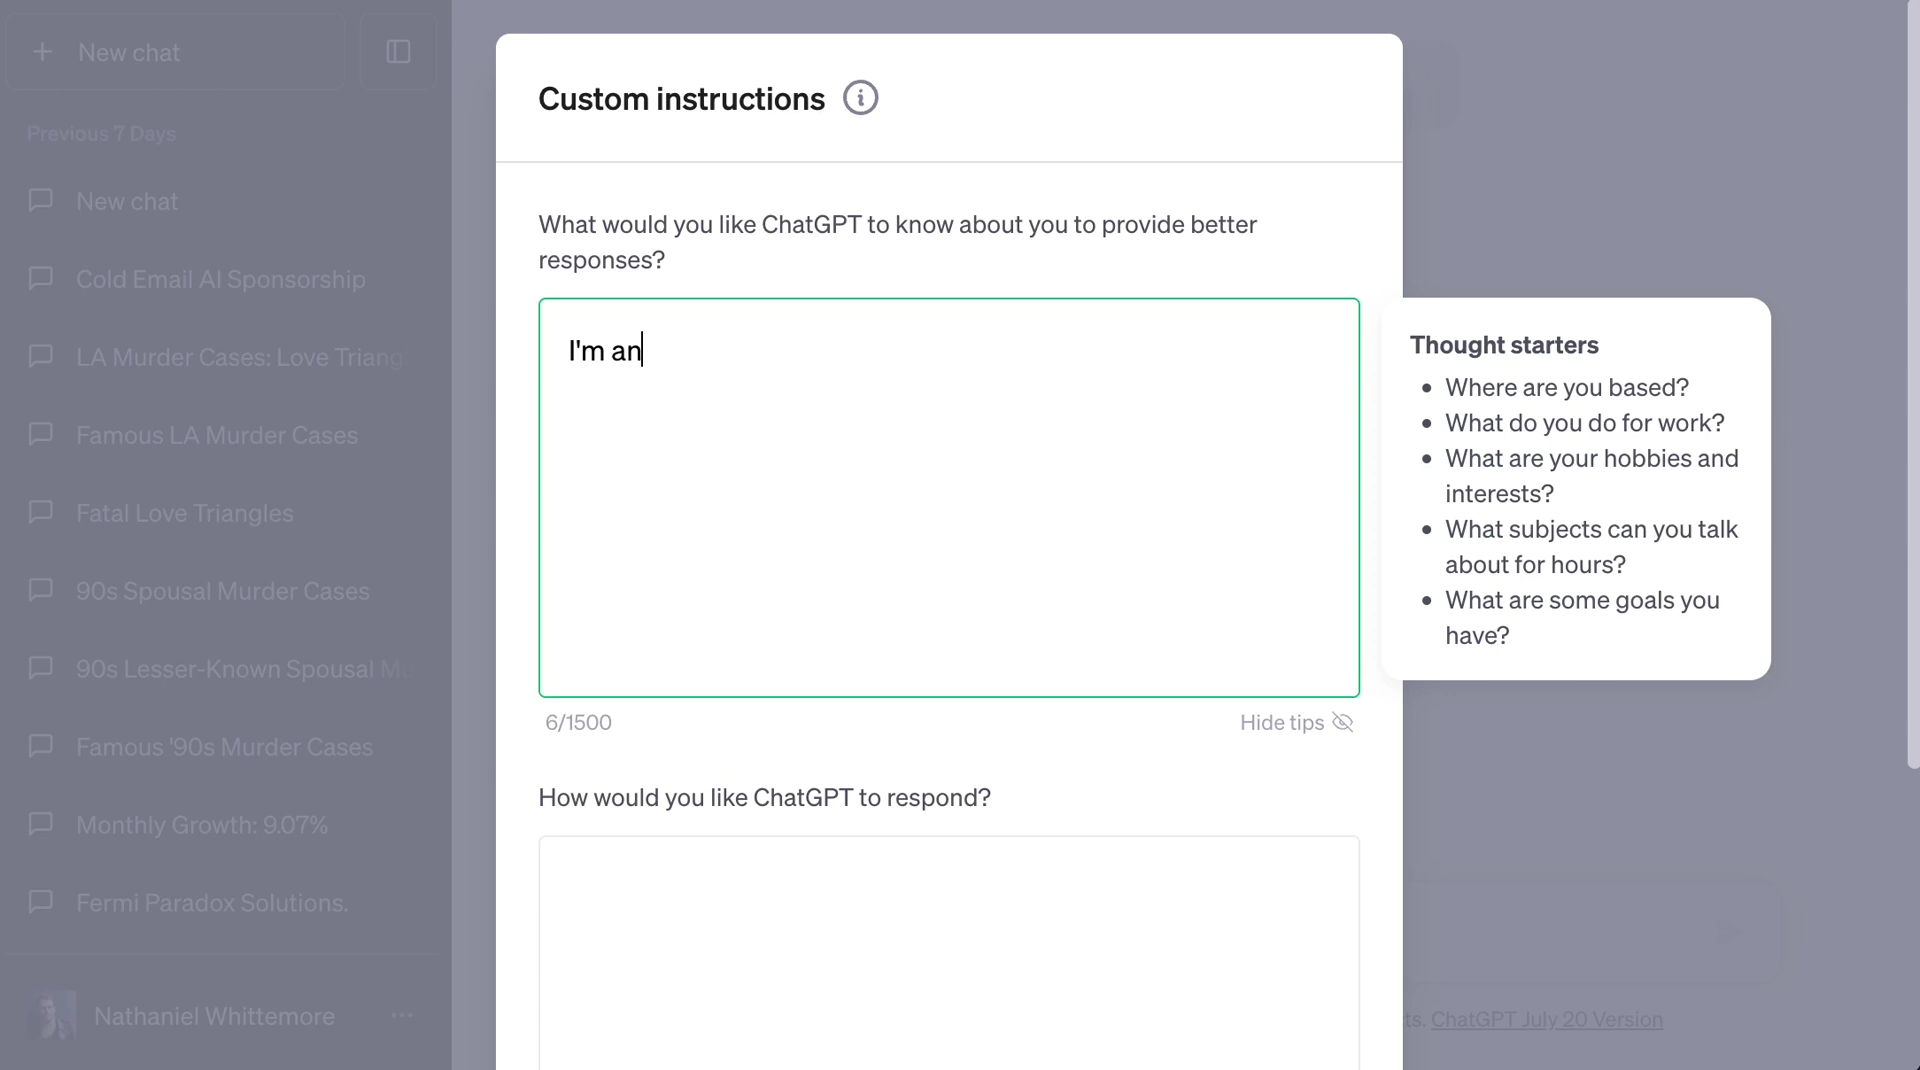 New chat
Previous 7 Days
New chat
Cold Email AI Sponsorship
LA Murder Cases: Love Triang
Famous LA Murder Cases
Fatal Love Triangles
90s Spousal Murder Cases
90s Lesser-Known Spousal
Famous '90s Murder Cases
Monthly Growth: 9.07%
Fermi Paradox Solutions.
Nathaniel Whittemore
Custom instructions
What would you like ChatGPT to know about you to provide better
responses?
I'm an
6/1500
Hide tips
Thought starters
• Where are you based?
• What do you do for work?
• What are your hobbies and
interests?
• What subjects can you talk
about for hours?
• What are some goals you
have?
How would you like ChatGPT to respond?
ts. ChatGPT July 20 Version